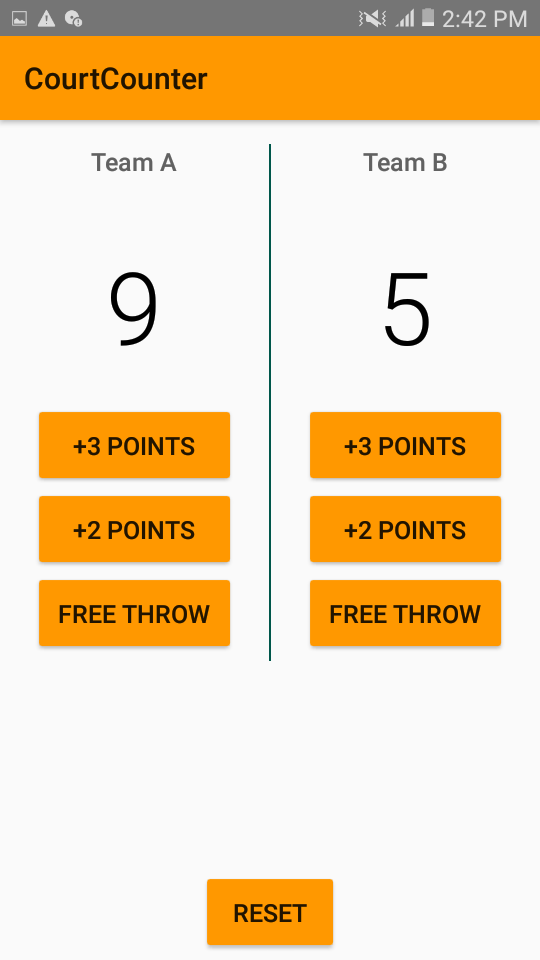 2:42 PM
CourtCounter
Team A
Team B
9
5
+3 POINTS
+3 POINTS
+2 POINTS
+2 POINTS
FREE THROW
FREE THROW
RESET